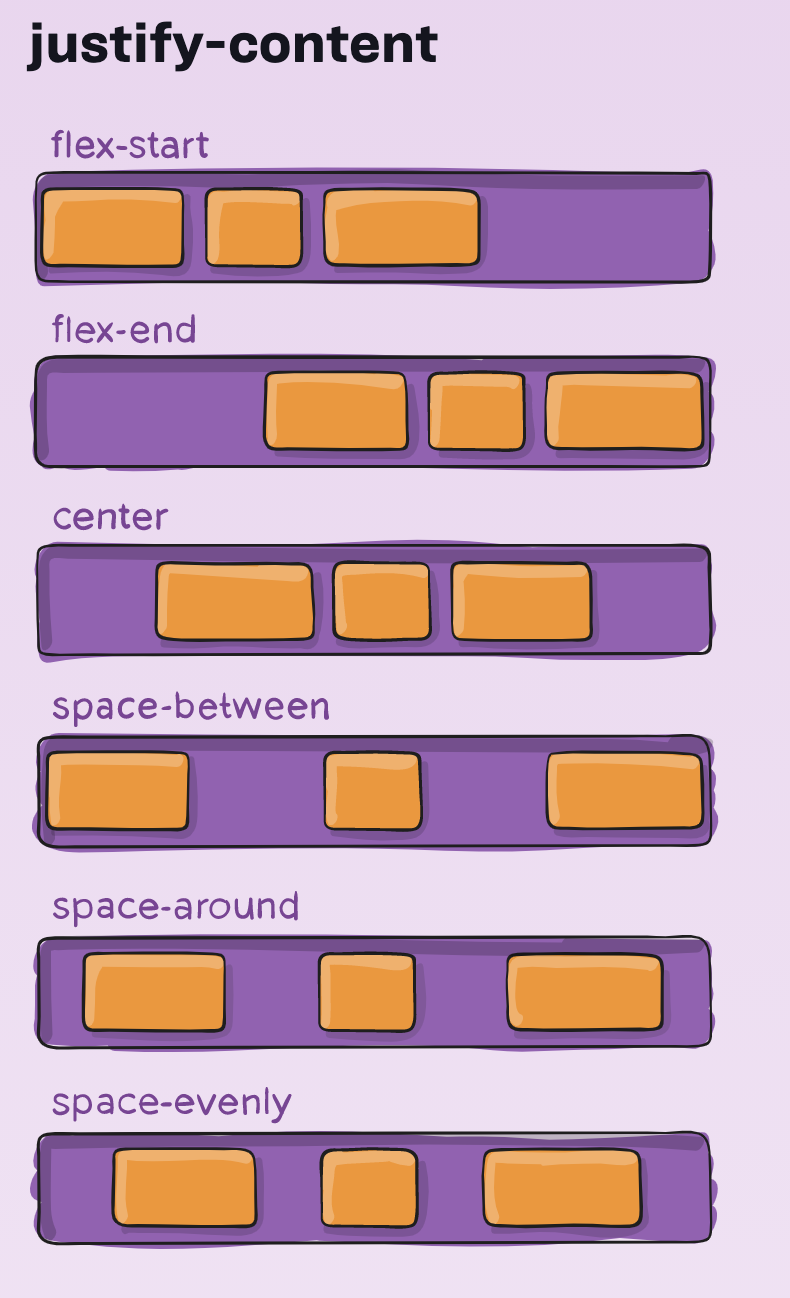 justify-content
flex-start
flex-end
center
space-between
space-around
space-evenly